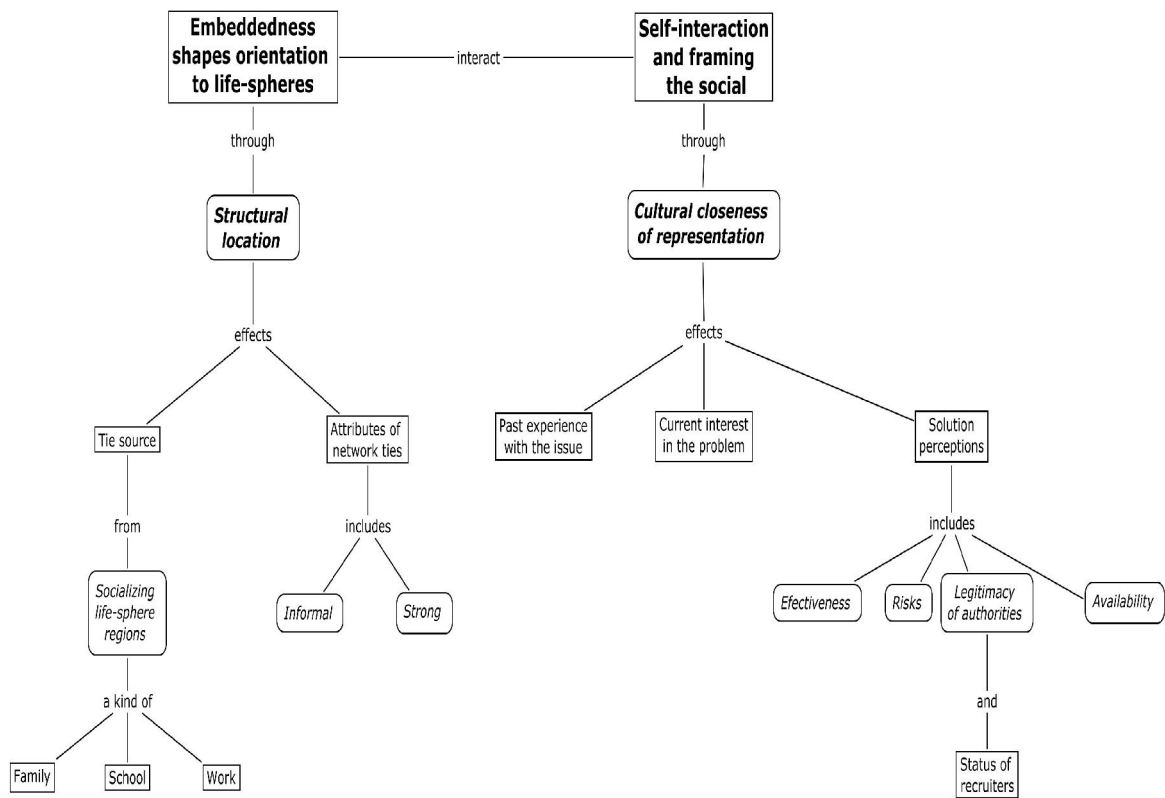 Embeddedness
shapes orientation
to life-spheres
interact
Self-interaction
and framing
the social
through
through
Structural
location
Cultural closeness
of representation
effects
effects
Tie source
Attributes of
network ties
Past experience
with the issue
Current interest
in the problem
Solution
perceptions
from
includes
includes
Socializing
life-sphere
regions
Informal
Strong
Efectiveness
Risks
Legitimacy
of authorities
Availability
a kind of
and
Family
School
Work
Status of
recruiters